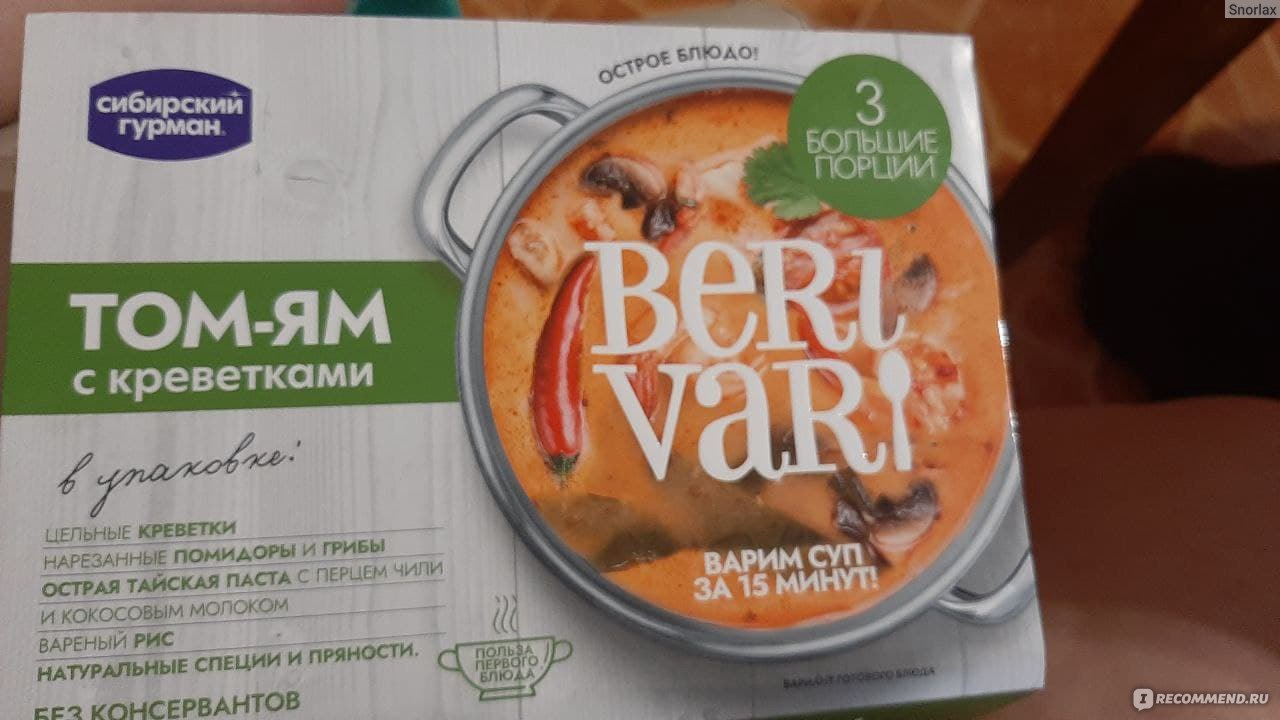 Snorlax
ОСТРОЕ БЛЮДО!
сибирский
гурман
3
БОЛЬШИЕ
ПОРЦИИ
BeRi
VaR!
ТОМ-ЯМ
с креветками
в упаковке:
ЦЕЛЬНЫЕ КРЕВЕТКИ
НАРЕЗАННЫЕ ПОМИДОРЫ И ГРИБЫ
ОСТРАЯ ТАЙСКАЯ ПАСТА С ПЕРЦЕМ ЧИЛИ
И КОКОСОВЫМ МОЛОКОМ
ВАРЕНЫЙ РИС
НАТУРАЛЬНЫЕ СПЕЦИИ И ПРЯНОСТИ.
БЕЗ КОНСЕРВАНТОВ
ПОЛЬЗА
ПЕРВОГО
БЛЮДА
ВАРИМ СУП
ЗА 15 МИНУТ!
ВАРИАНТ ГОТОВОГО БЛЮДА
IRECOMMEND.RU